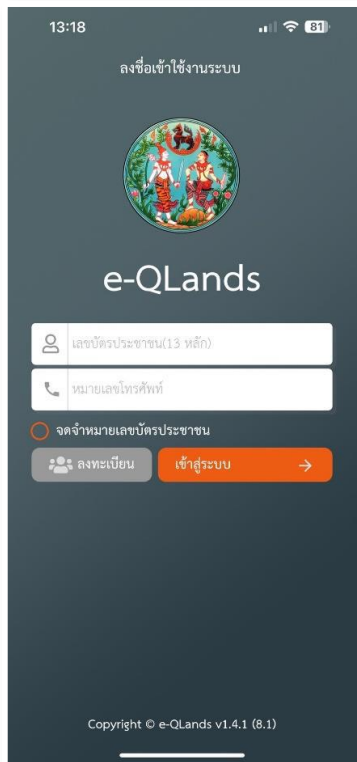 13:18
81
ลงชื่อเข้าใช้งานระบบ
e-QLands
เลขบัตรประชาชน(13 หลัก)
หมายเลขโทรศัพท์
จดจำหมายเลขบัตรประชาชน
ลงทะเบียน
เข้าสู่ระบบ
Copyright © e-QLands v1.4.1 (8.1)